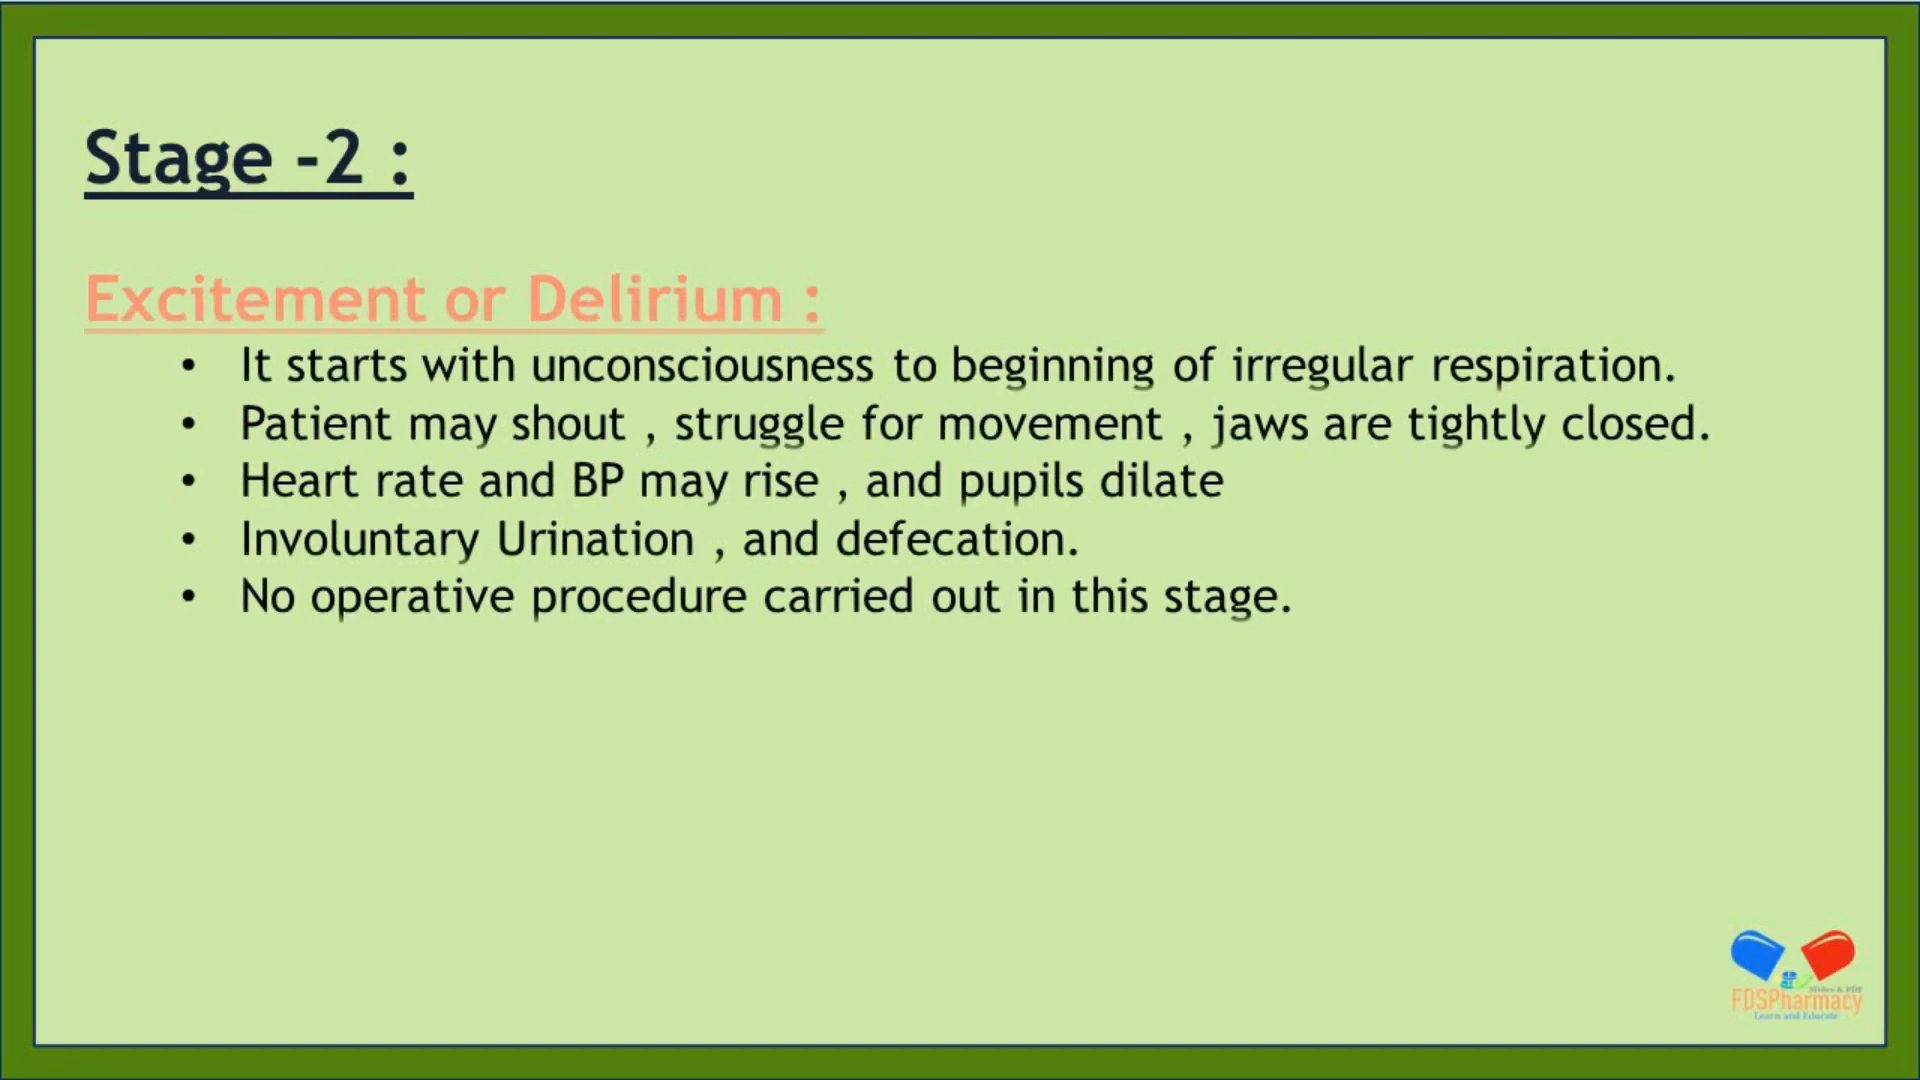 Stage -2 :
Excitement or Delirium :
• It starts with unconsciousness to beginning of irregular respiration.
• Patient may shout , struggle for movement , jaws are tightly closed.
• Heart rate and BP may rise , and pupils dilate
• Involuntary Urination , and defecation.
• No operative procedure carried out in this stage.
Slides & PDF
FDSPharmacy
Learn and Educate